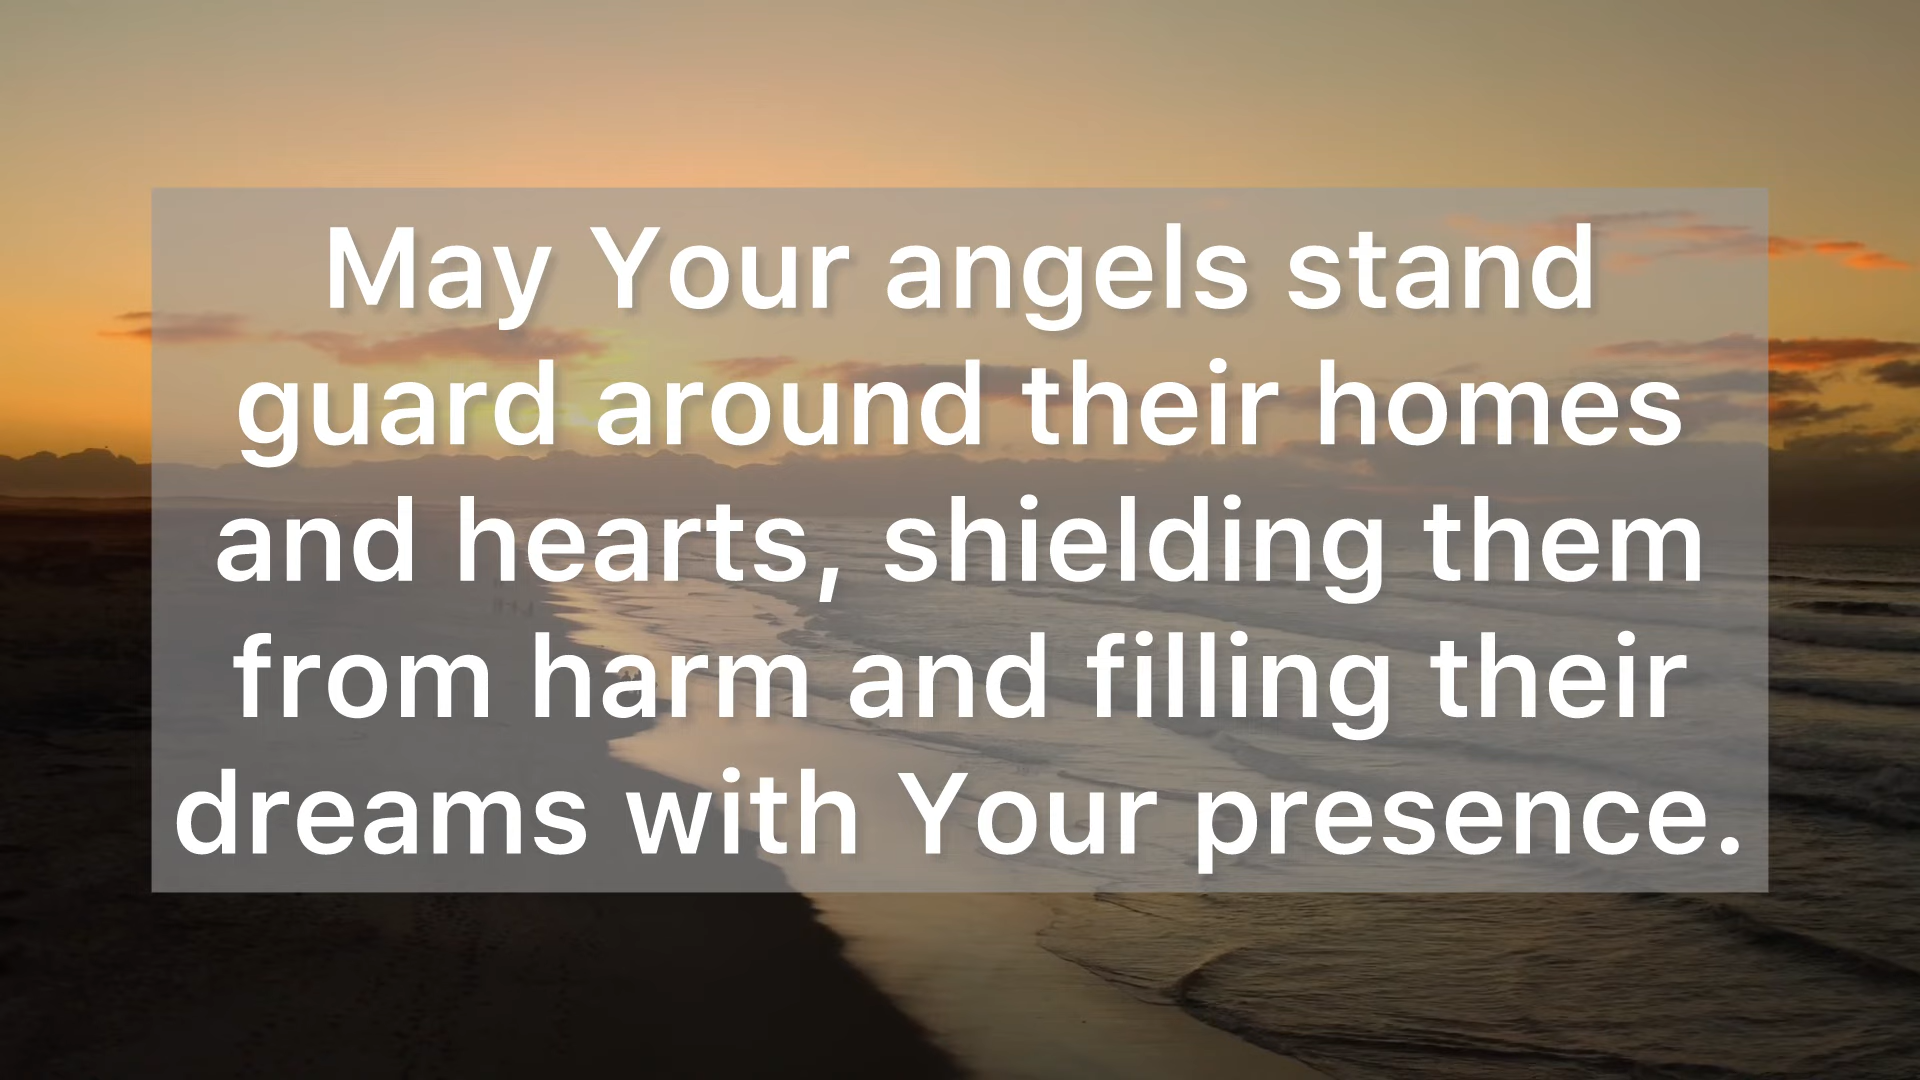 May Your angels stand
guard around their homes
and hearts, shielding them
from harm and filling their
dreams with Your presence.